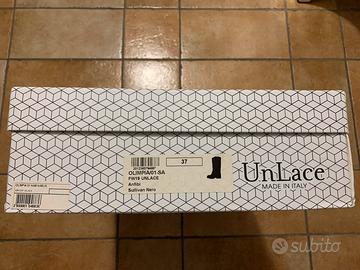 37
OLIMPIA/01-SA
FW19 UNLACE
Anfibi
Sullivan Nero
UnLace
MADE IN ITALY
subito